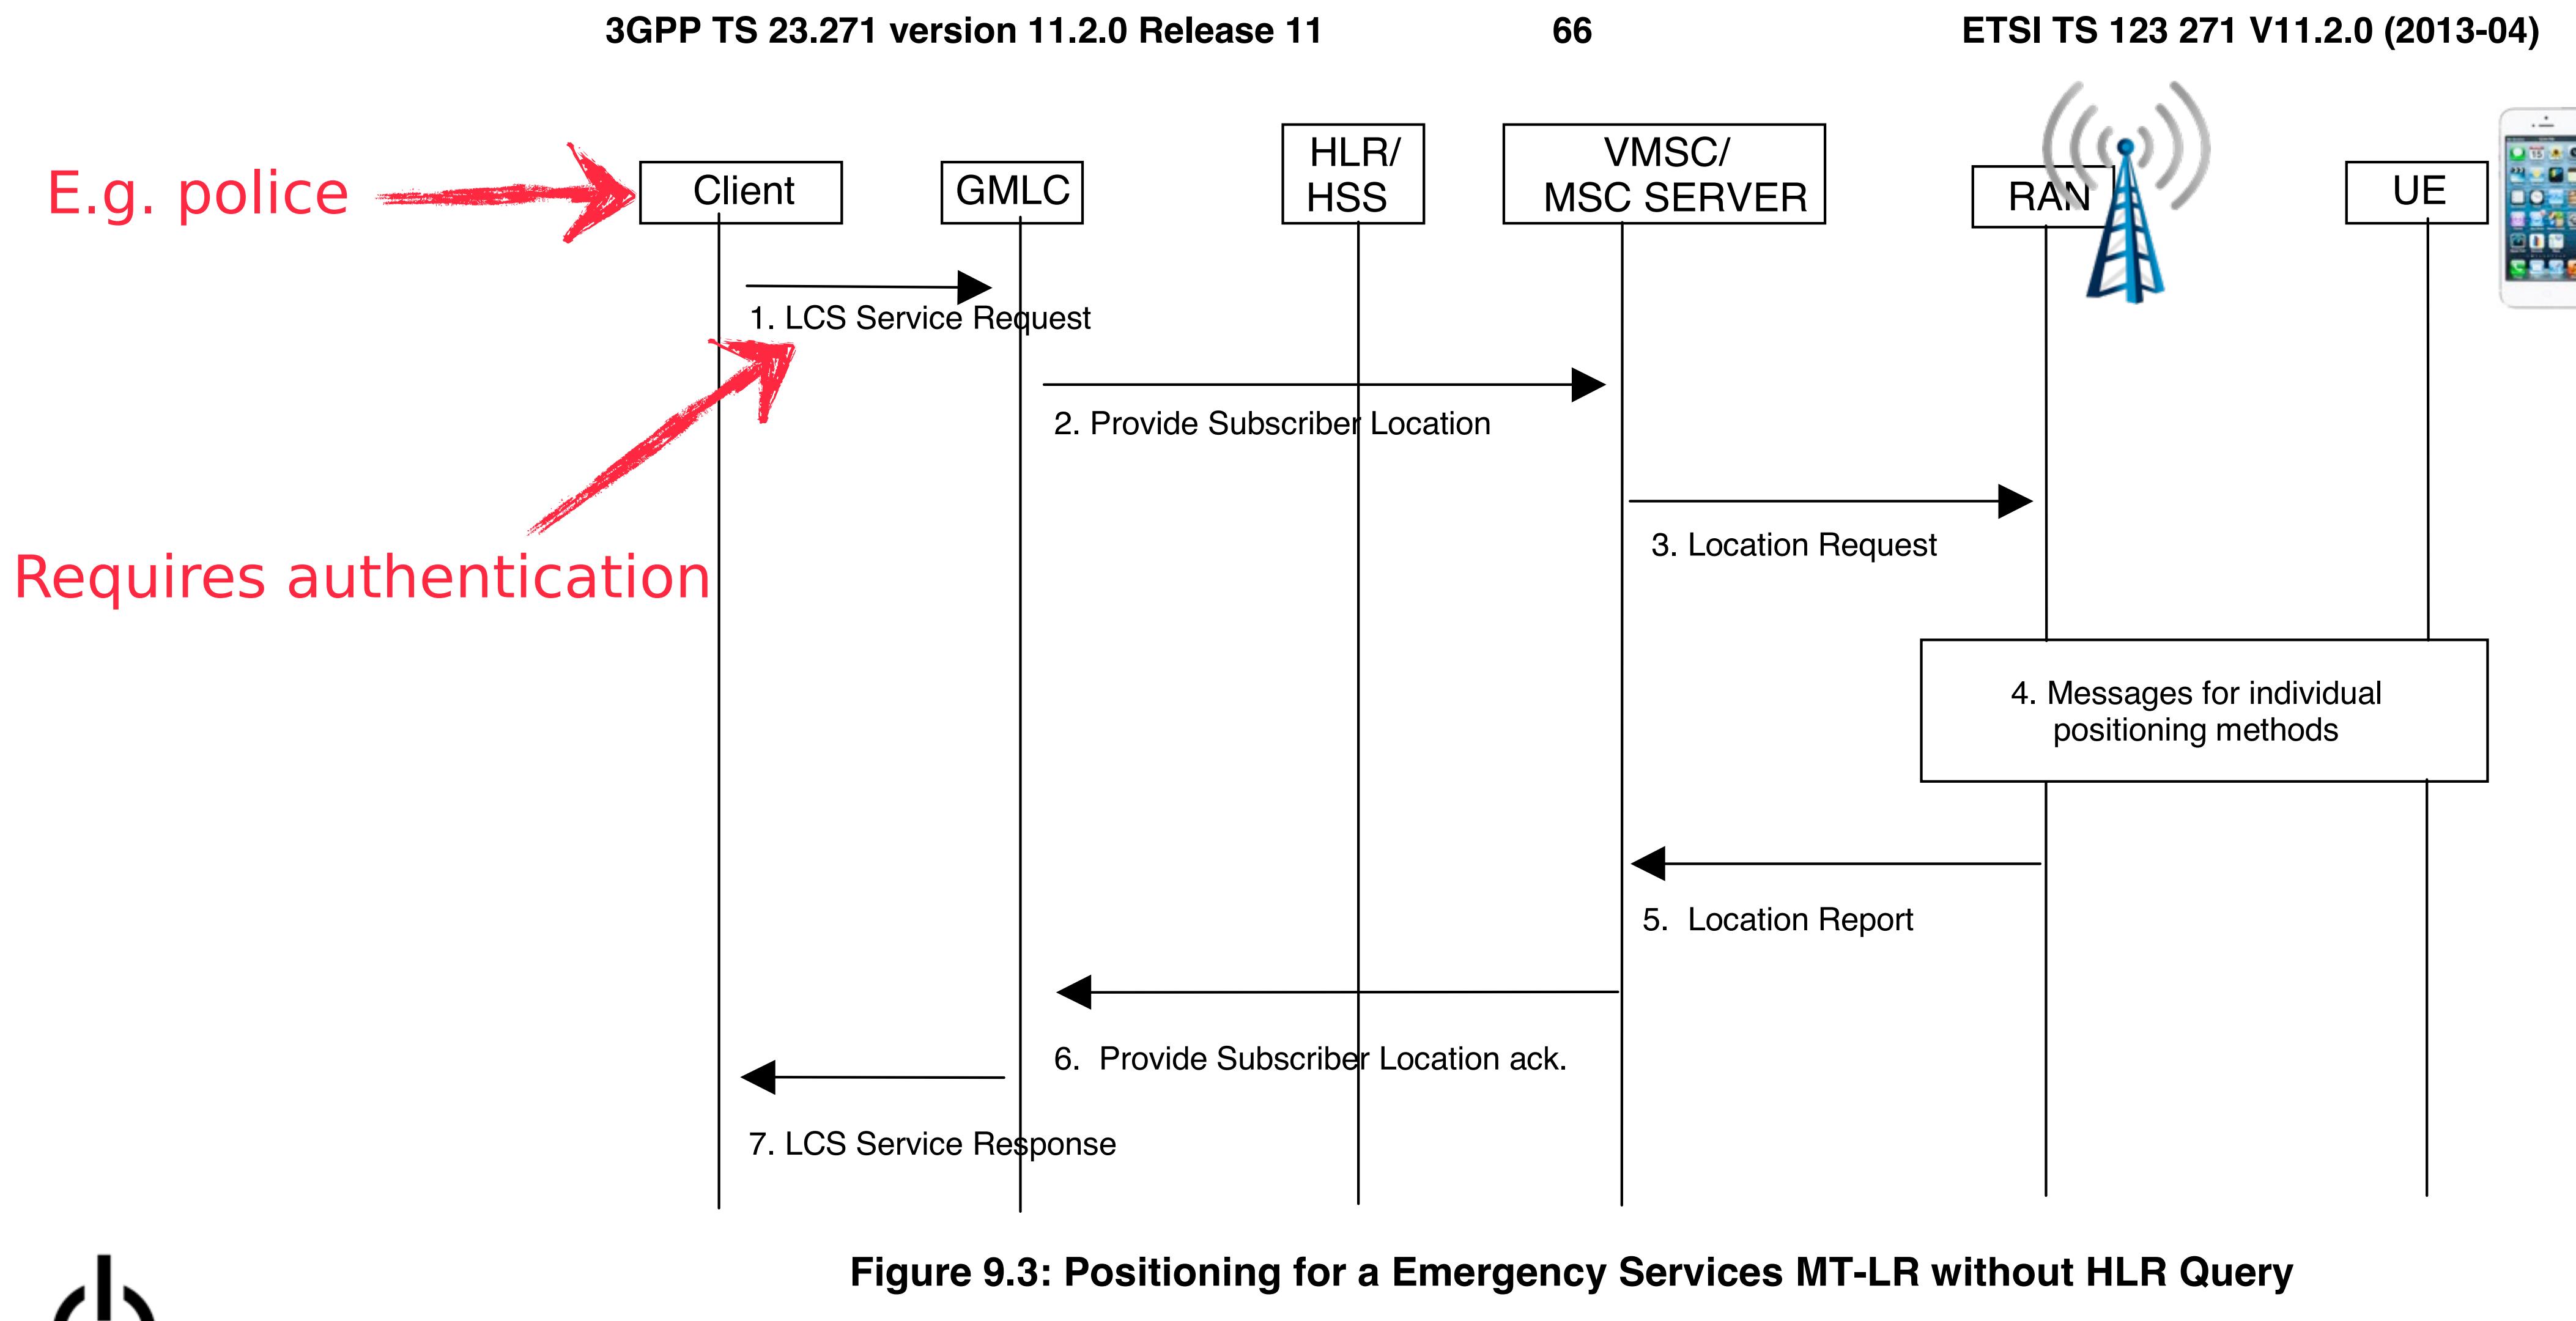 3GPP TS 23.271 version 11.2.0 Release 11 66 ETSI TS 123 271 V11.2.0 (2013-04)
E.g. police
Client
GMLC
HLR/
HSS
VMSC/
MSC SERVER
RAN
UE
1. LCS Service Request
2. Provide Subscriber Location
3. Location Request
Requires authentication
4. Messages for individual
positioning methods
5. Location Report
6. Provide Subscriber Location ack.
7. LCS Service Response
Figure 9.3: Positioning for a Emergency Services MT-LR without HLR Query